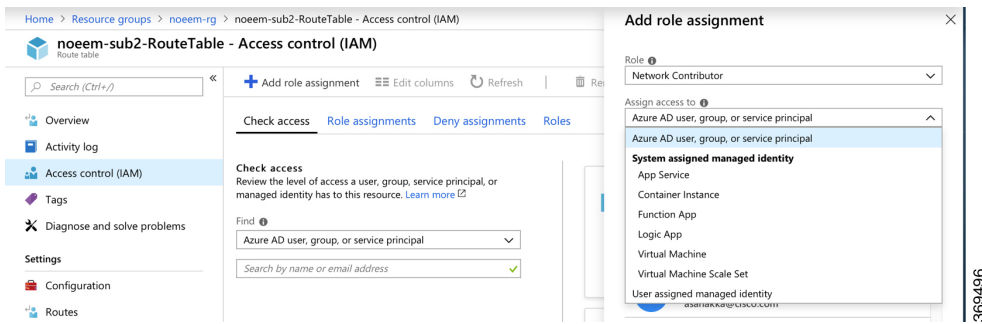 Home > Resource groups > noeem-rg > noeem-sub2-RouteTable - Access control (IAM)
noeem-sub2-RouteTable - Access control (IAM)
Route table
Search (Ctrl+/)
«
Overview
Activity log
Access control (IAM)
Tags
Diagnose and solve problems
Settings
Configuration
Routes
Add role assignment Edit columns Refresh
Check access Role assignments Deny assignments Roles
Check access
Review the level of access a user, group, service principal, or
managed identity has to this resource. Learn more
Find
Azure AD user, group, or service principal
Search by name or email address
Add role assignment
Role
Network Contributor
Assign access to
Azure AD user, group, or service principal
Azure AD user, group, or service principal
System assigned managed identity
App Service
Container Instance
Function App
Logic App
Virtual Machine
Virtual Machine Scale Set
User assigned managed identity
asanakka@cisco.com
369496